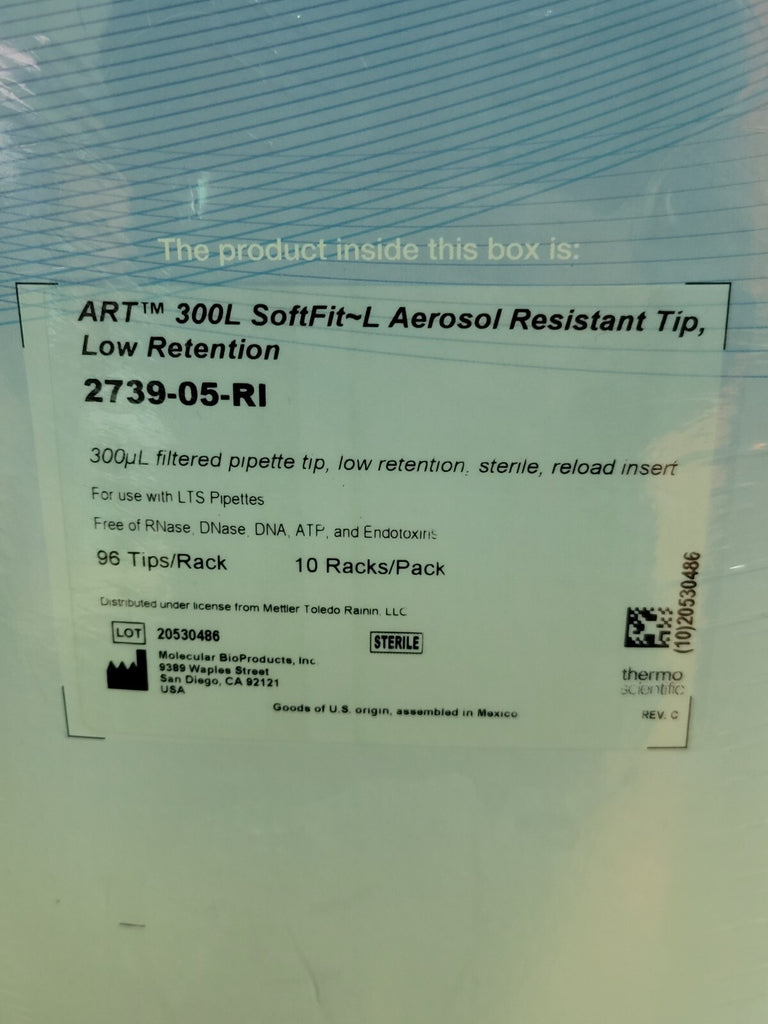 The product inside this box is:
ART™ 300L SoftFit~L Aerosol Resistant Tip,
Low Retention
2739-05-RI
300µL filtered pipette tip, low retention, sterile, reload insert
For use with LTS Pipettes
Free of RNase, DNase, DNA, ATP, and Endotoxins
96 Tips/Rack 10 Racks/Pack
Distributed under license from Mettler Toledo Rainin, LLC
LOT 20530486
STERILE
Molecular BioProducts, Inc.
9389 Waples Street
San Diego, CA 92121
USA
Goods of U.S. origin, assembled in Mexico
(10)20530486
thermo
scientific
REV. C